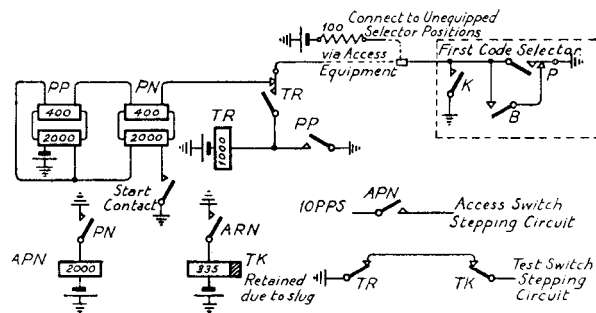 100
Connect to Unequipped
Selector Positions
via Access
Equipment
First Code Selector
K
B
P
PP
PN
400
400
2000
2000
TR
TR
1000
PP
Start
Contact
10PPS
APN
Access Switch
Stepping Circuit
PN
APN
2000
ARN
335
TK
Retained
due to slug
TR
TK
Test Switch
Stepping
Circuit